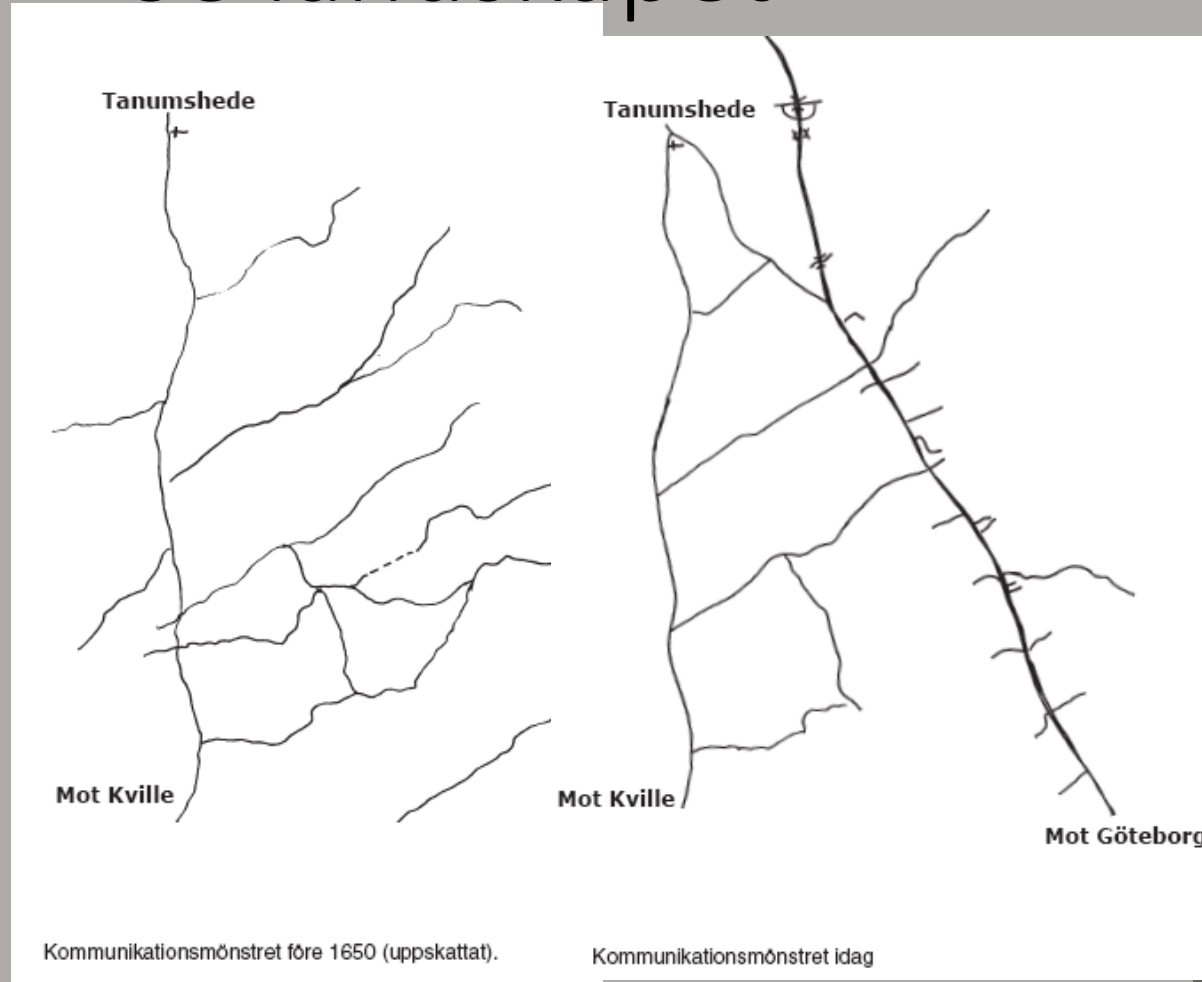 Tanumshede
Mot Kville
Kommunikationsmönstret före 1650 (uppskattat).
Tanumshede
Mot Kville
Mot Göteborg
Kommunikationsmönstret idag